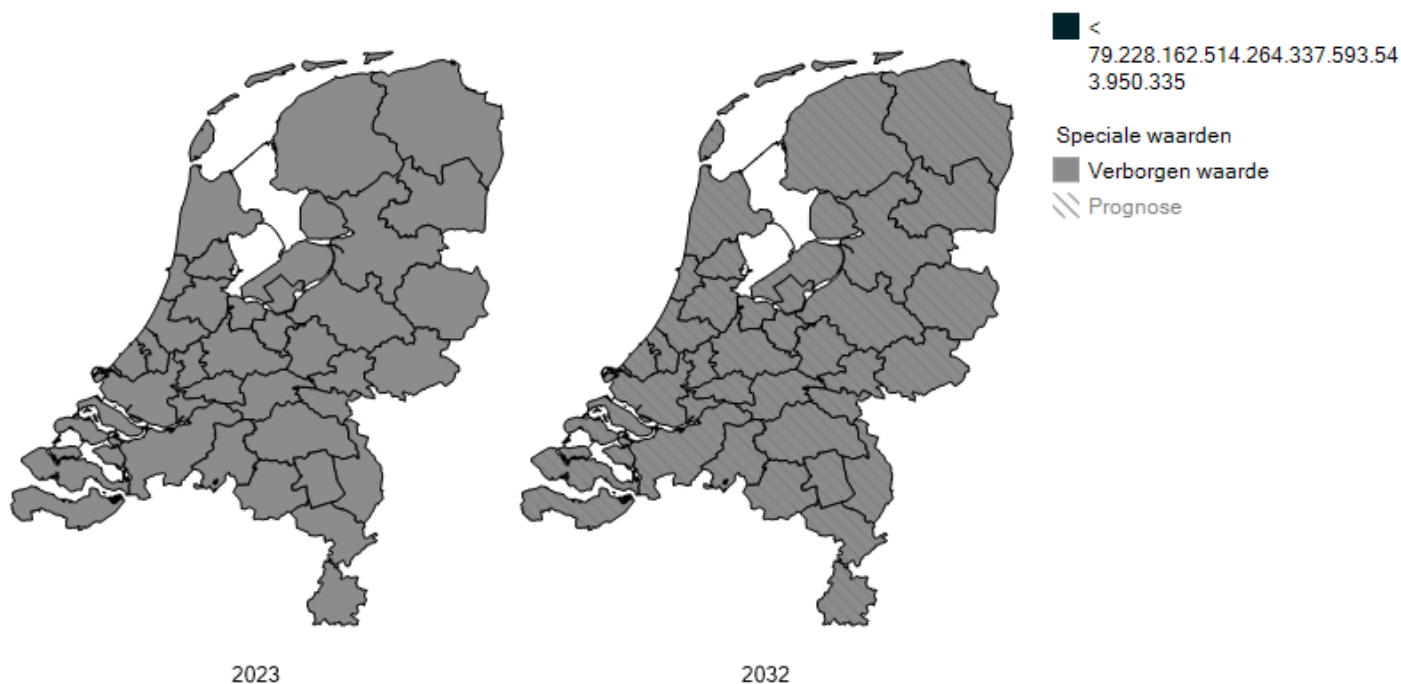 <
79.228.162.514.264.337.593.54
3.950.335
Speciale waarden
Verborgen waarde
Prognose
2023
2032